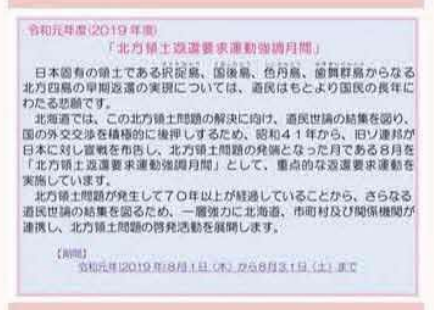 令和元年度(2019年度)
「北方領土返還要求運動強調月間」
日本固有の領土である択捉島、国後島、色丹島、歯舞群島からなる
北方四島の早期返還の実現については、道民はもとより国民の長年に
わたる悲願です。
北海道では、この北方領土問題の解決に向け、道民世論の結集を図り、
国の外交交渉を積極的に後押しするため、昭和41年から、旧ソ連邦が
日本に対し宣戦を布告し、北方領土問題の発端となった月である8月を
「北方領土返還要求運動強調月間」として、重点的な返還要求運動を
実施しています。
北方領土問題が発生して70年以上が経過していることから、さらなる
道民世論の結集を図るため、一層強力に北海道、市町村及び関係機関が
連携し、北方領土問題の啓発活動を展開します。
【期間】
令和元年(2019年)8月1日(木)から8月31日(土)まで